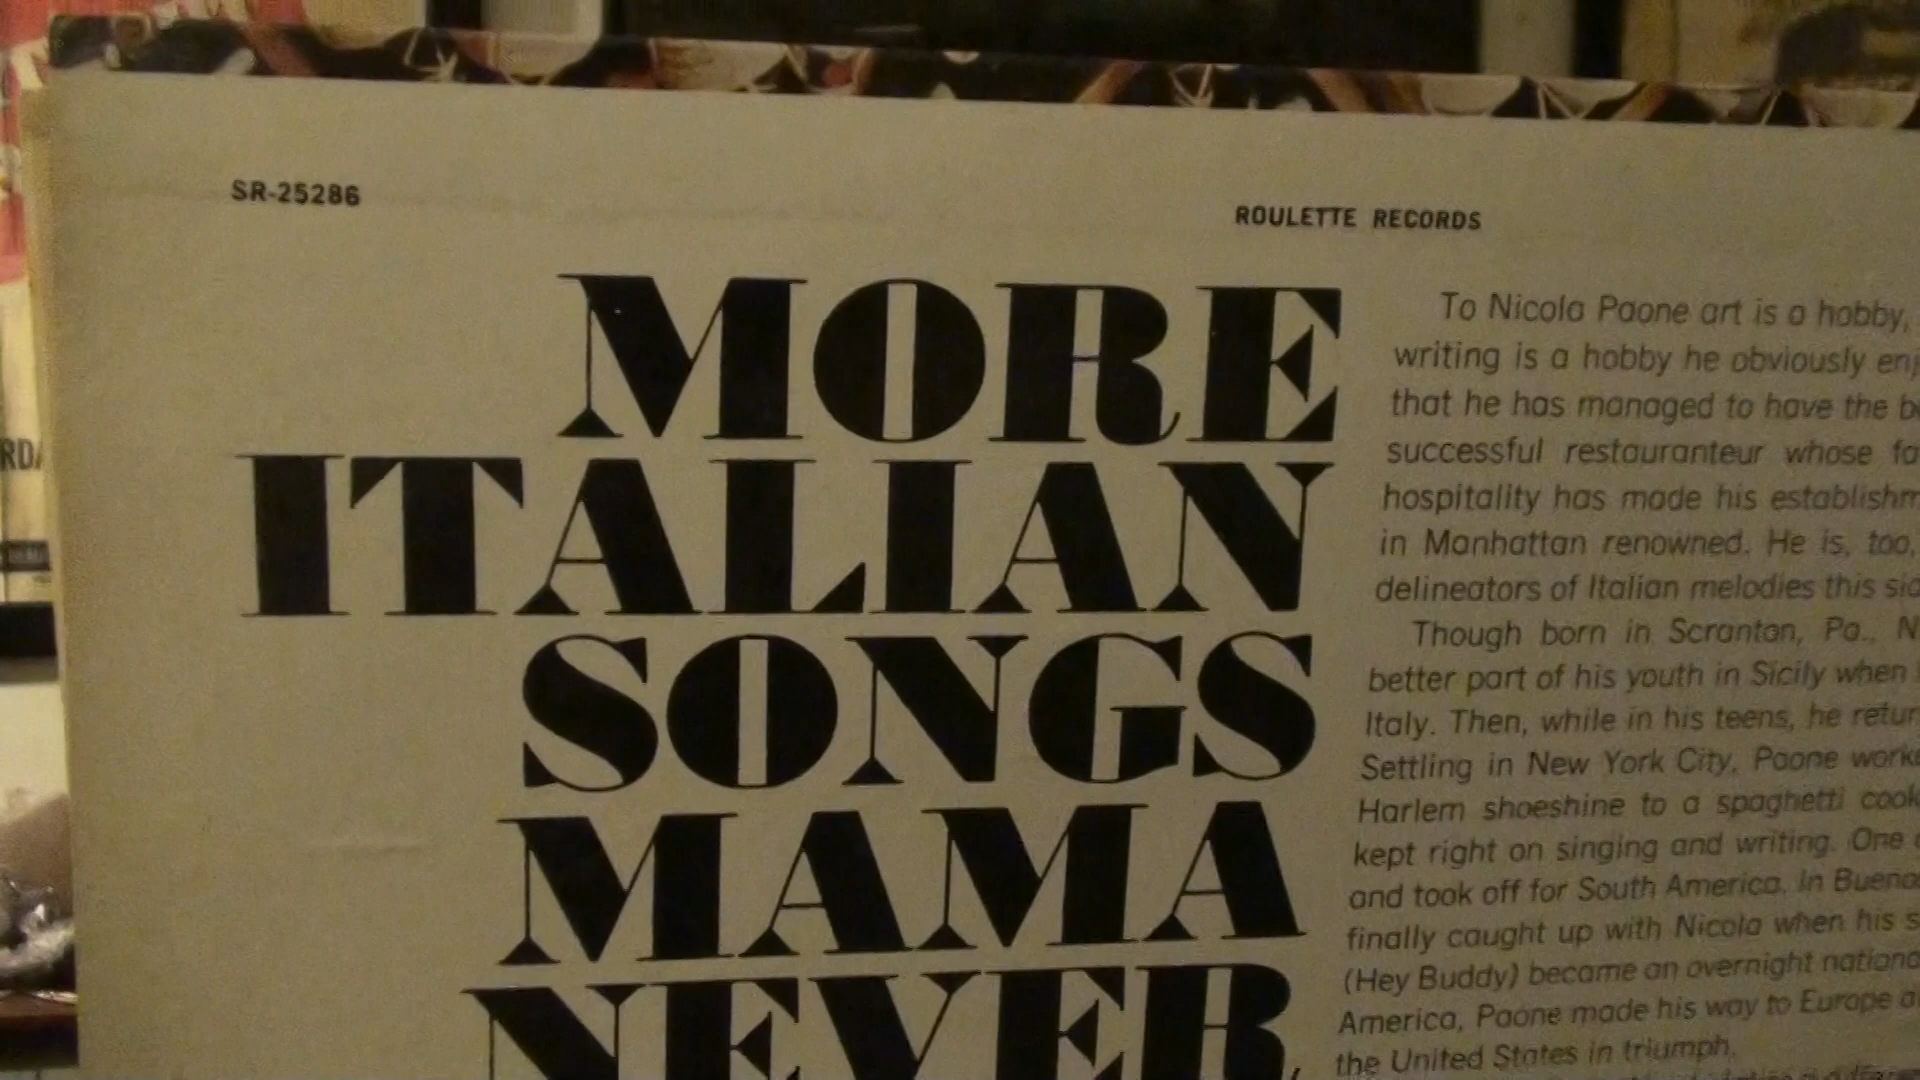 SR-25286
ROULETTE RECORDS
MORE
ITALIAN
SONGS
MAMA
NEVER
To Nicola Paone art is a hobby,
writing is a hobby he obviously
that he has managed to have the
successful restauranteur whose
hospitality has made his
in Manhattan renowned. He is, too,
delineators of Italian melodies this
Though born in Scranton, Pa.,
better part of his youth in Sicily when
Italy. Then, while in his teens, he
Settling in New York City, Paone
Harlem shoeshine to a spaghetti
kept right on singing and writing. One
and took off for South America. In
finally caught up with Nicola when his
(Hey Buddy) became an overnight
America, Paone made his way to Europe
the United States in triumph.